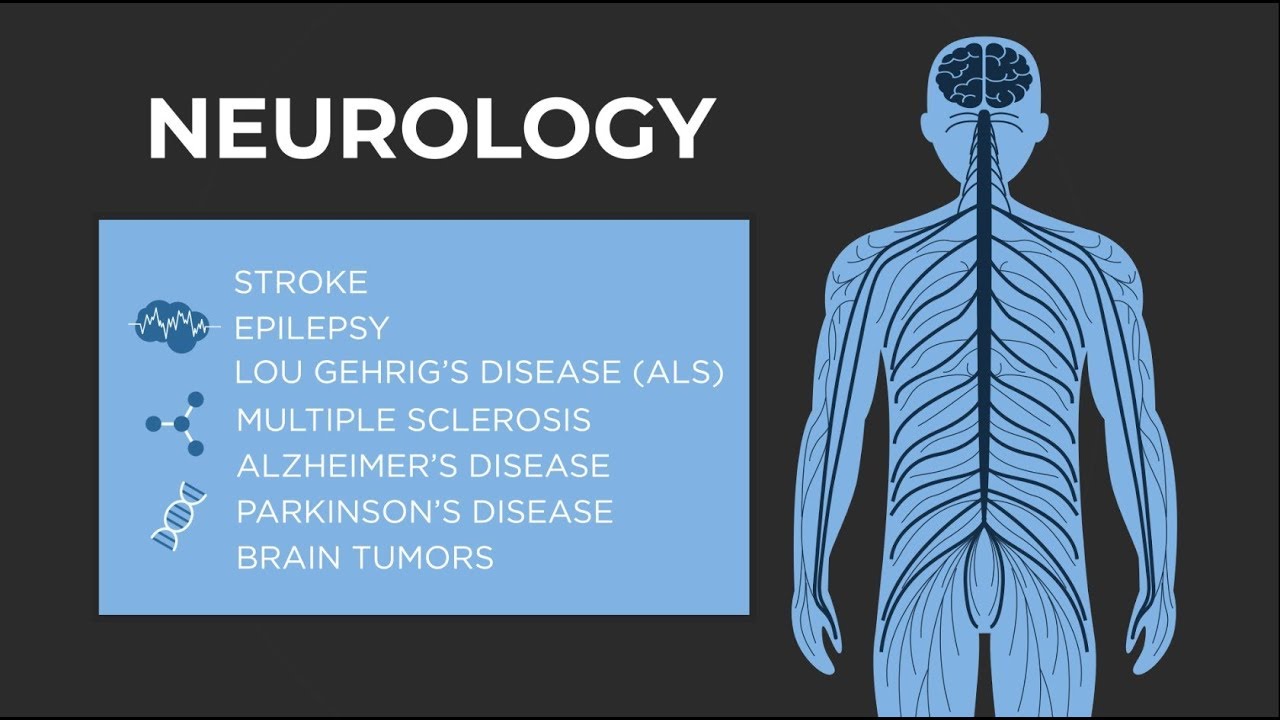 NEUROLOGY
STROKE
EPILEPSY
LOU GEHRIG’S DISEASE (ALS)
MULTIPLE SCLEROSIS
ALZHEIMER’S DISEASE
PARKINSON’S DISEASE
BRAIN TUMORS